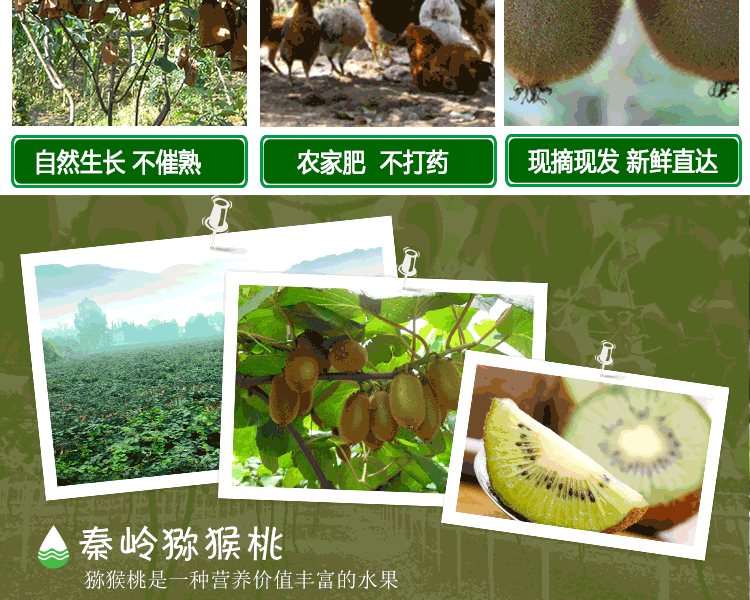 自然生长 不催熟
农家肥 不打药
现摘现发 新鲜直达
秦岭猕猴桃
猕猴桃是一种营养价值丰富的水果